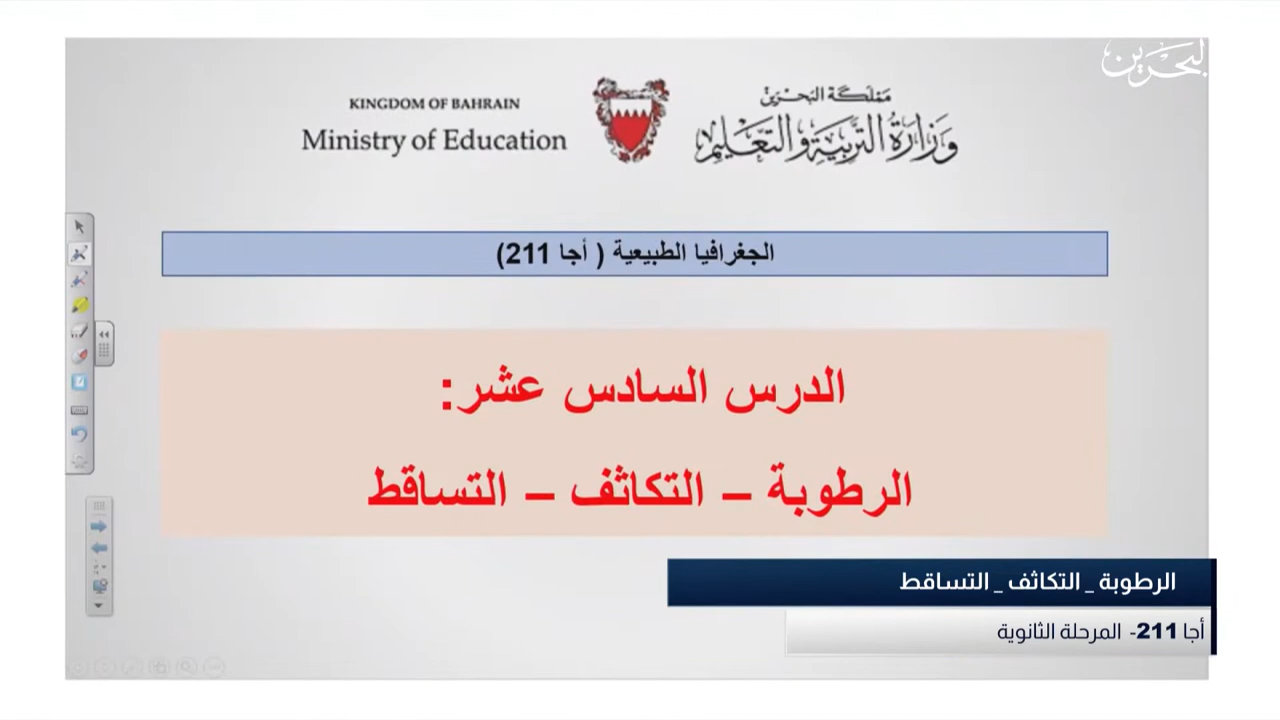 البحرين
KINGDOM OF BAHRAIN
Ministry of Education
مملكة البحرين
وزارة التربية والتعليم
الجغرافيا الطبيعية ( أجا 211)
الدرس السادس عشر:
الرطوبة – التكاثف – التساقط
الرطوبة _ التكاثف _ التساقط
أجا 211- المرحلة الثانوية